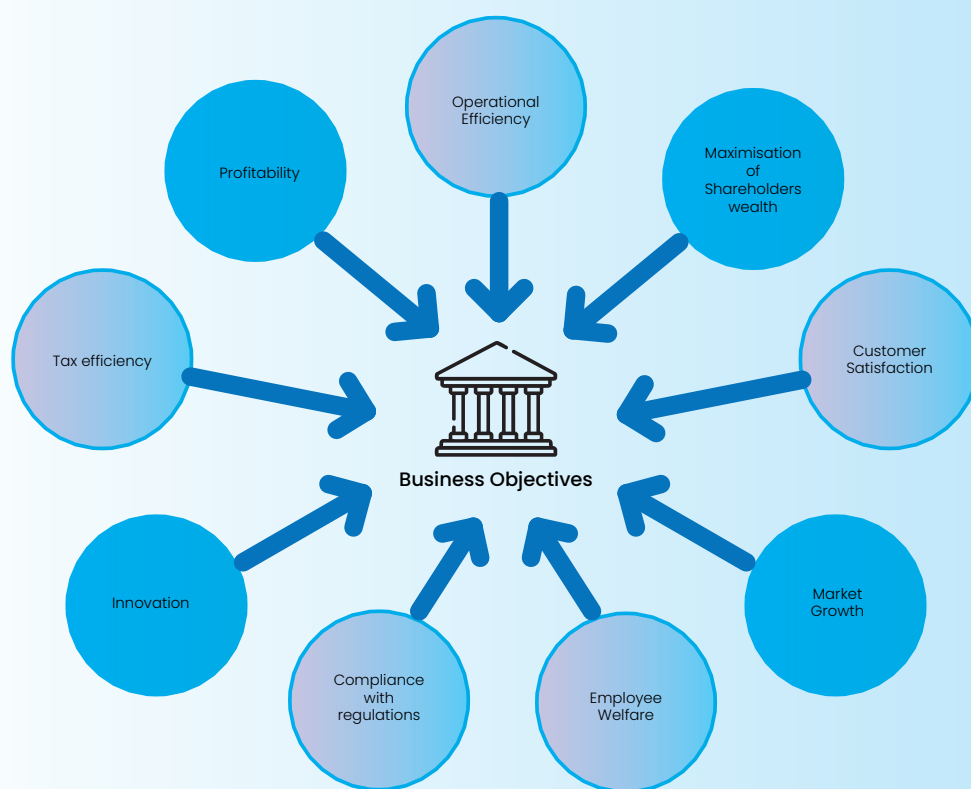 Operational
Efficiency
Profitability
Maximisation
of
Shareholders
wealth
Tax efficiency
Customer
Satisfaction
Business Objectives
Innovation
Market
Growth
Compliance
with
regulations
Employee
Welfare